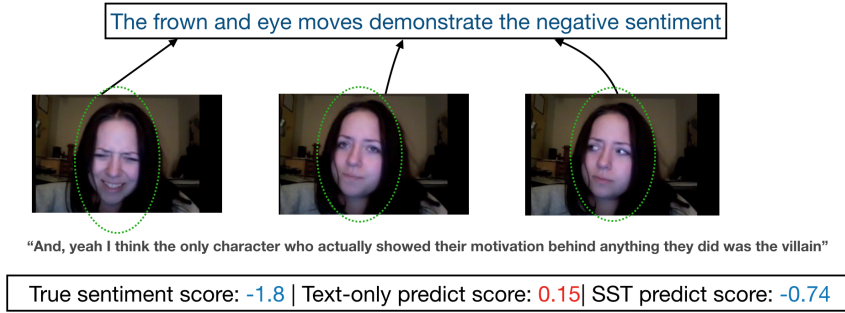 The frown and eye moves demonstrate the negative sentiment
“And, yeah I think the only character who actually showed their motivation behind anything they did was the villain”
True sentiment score: -1.8 | Text-only predict score: 0.15| SST predict score: -0.74